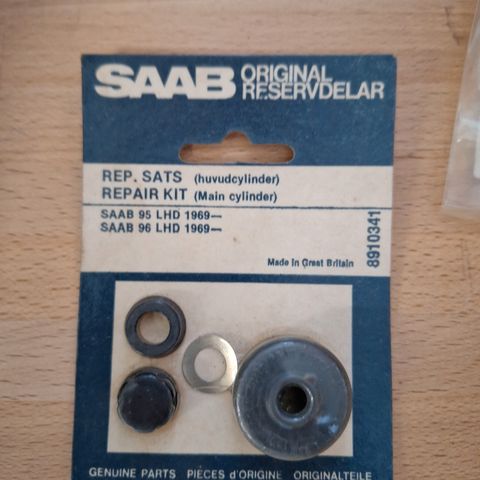 SAAB ORIGINAL
RESERVDELAR
REP. SATS (huvudcylinder)
REPAIR KIT (Main cylinder)
SAAB 95 LHD 1969—
SAAB 96 LHD 1969—
Made in Great Britain
8910341
GENUINE PARTS PIÈCES d'ORIGINE ORIGINALTEILE